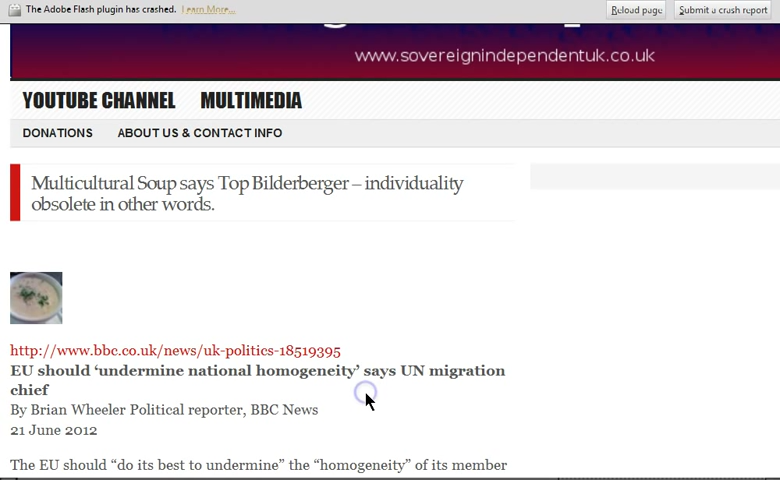 The Adobe Flash plugin has crashed. Learn More... Reload page Submit a crash report
www.sovereignindependentuk.co.uk
YOUTUBE CHANNEL MULTIMEDIA
DONATIONS ABOUT US & CONTACT INFO
Multicultural Soup says Top Bilderberger – individuality
obsolete in other words.
http://www.bbc.co.uk/news/uk-politics-18519395
EU should ‘undermine national homogeneity’ says UN migration
chief
By Brian Wheeler Political reporter, BBC News
21 June 2012
The EU should “do its best to undermine” the “homogeneity” of its member